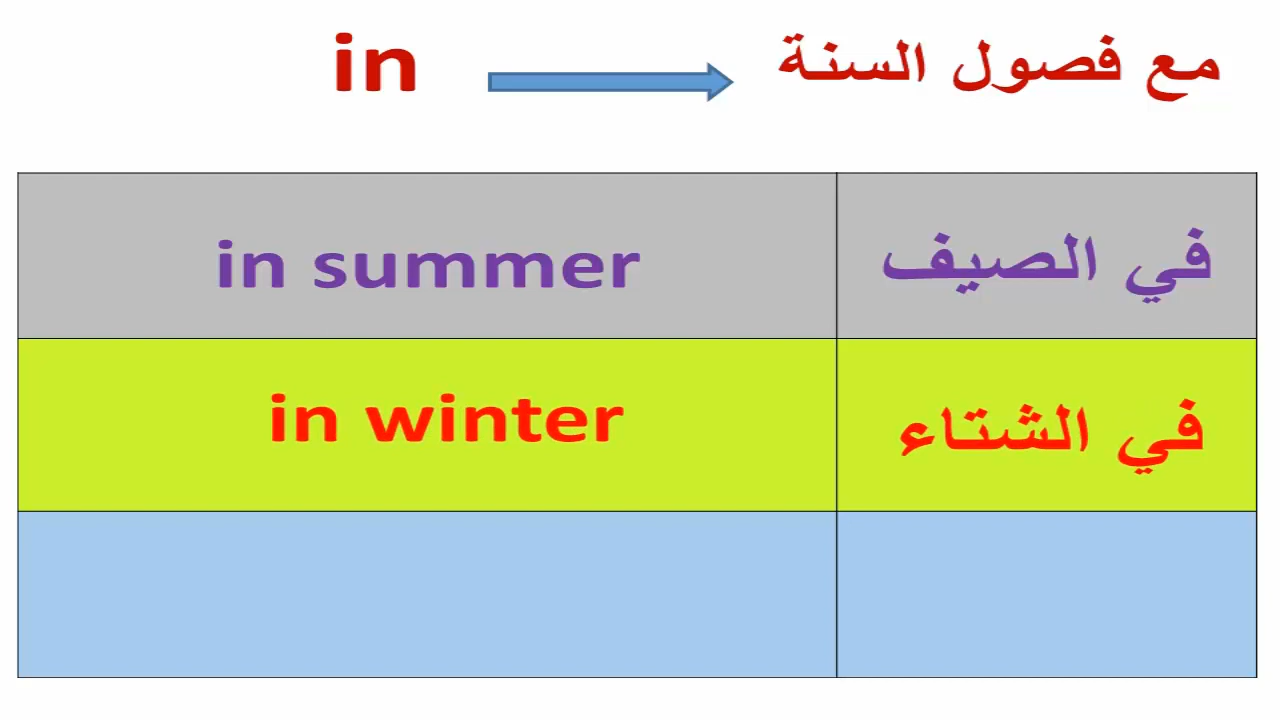 in مع فصول السنة
in summer في الصيف
in winter في الشتاء